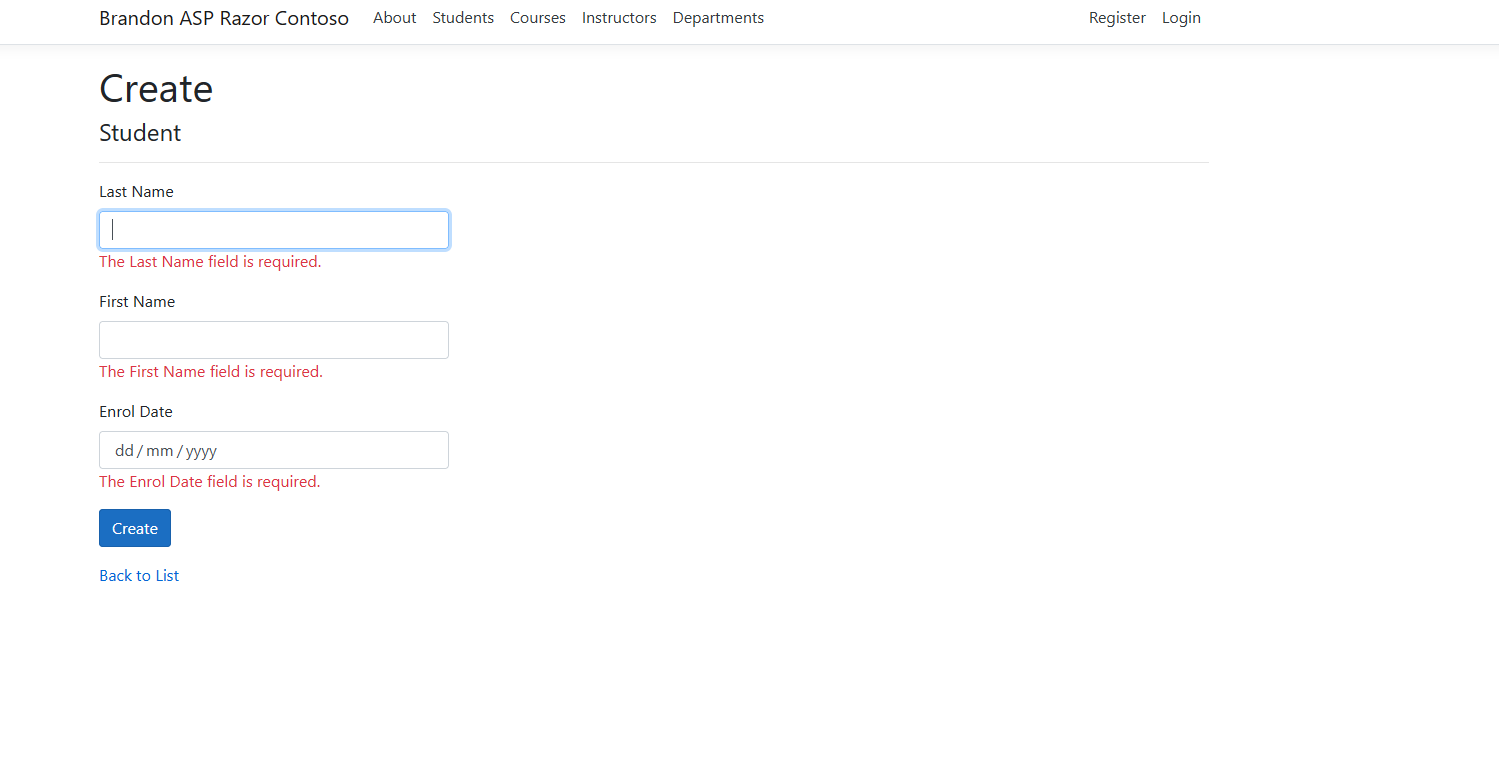 Brandon ASP Razor Contoso About Students Courses Instructors Departments Register Login
Create
Student
Last Name
The Last Name field is required.
First Name
The First Name field is required.
Enrol Date
dd/mm/yyyy
The Enrol Date field is required.
Create
Back to List